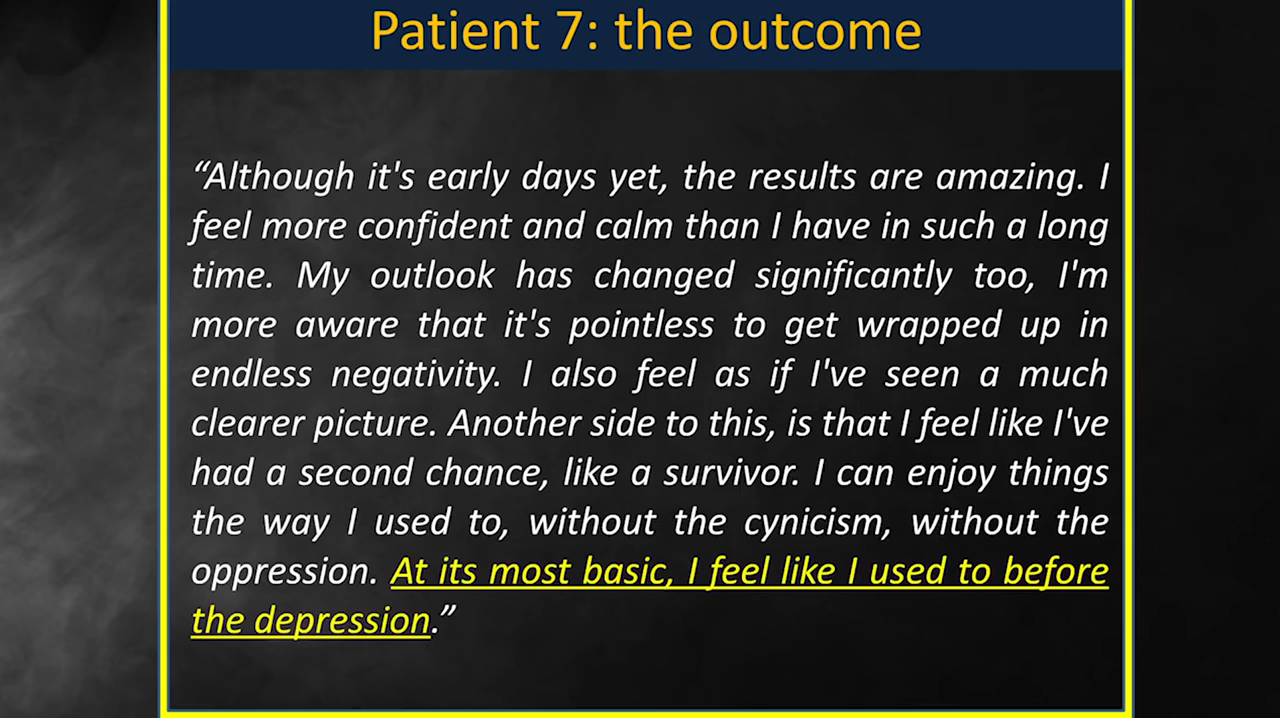 Patient 7: the outcome
“Although it's early days yet, the results are amazing. I
feel more confident and calm than I have in such a long
time. My outlook has changed significantly too, I'm
more aware that it's pointless to get wrapped up in
endless negativity. I also feel as if I've seen a much
clearer picture. Another side to this, is that I feel like I've
had a second chance, like a survivor. I can enjoy things
the way I used to, without the cynicism, without the
oppression. At its most basic, I feel like I used to before
the depression.”